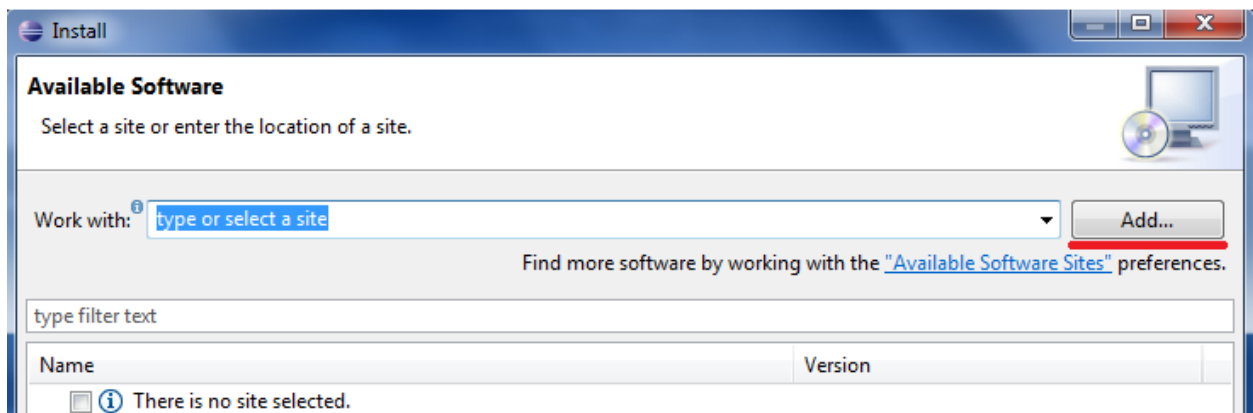 Install
Available Software
Select a site or enter the location of a site.
Work with: type or select a site Add...
Find more software by working with the "Available Software Sites" preferences.
type filter text
Name Version
There is no site selected.